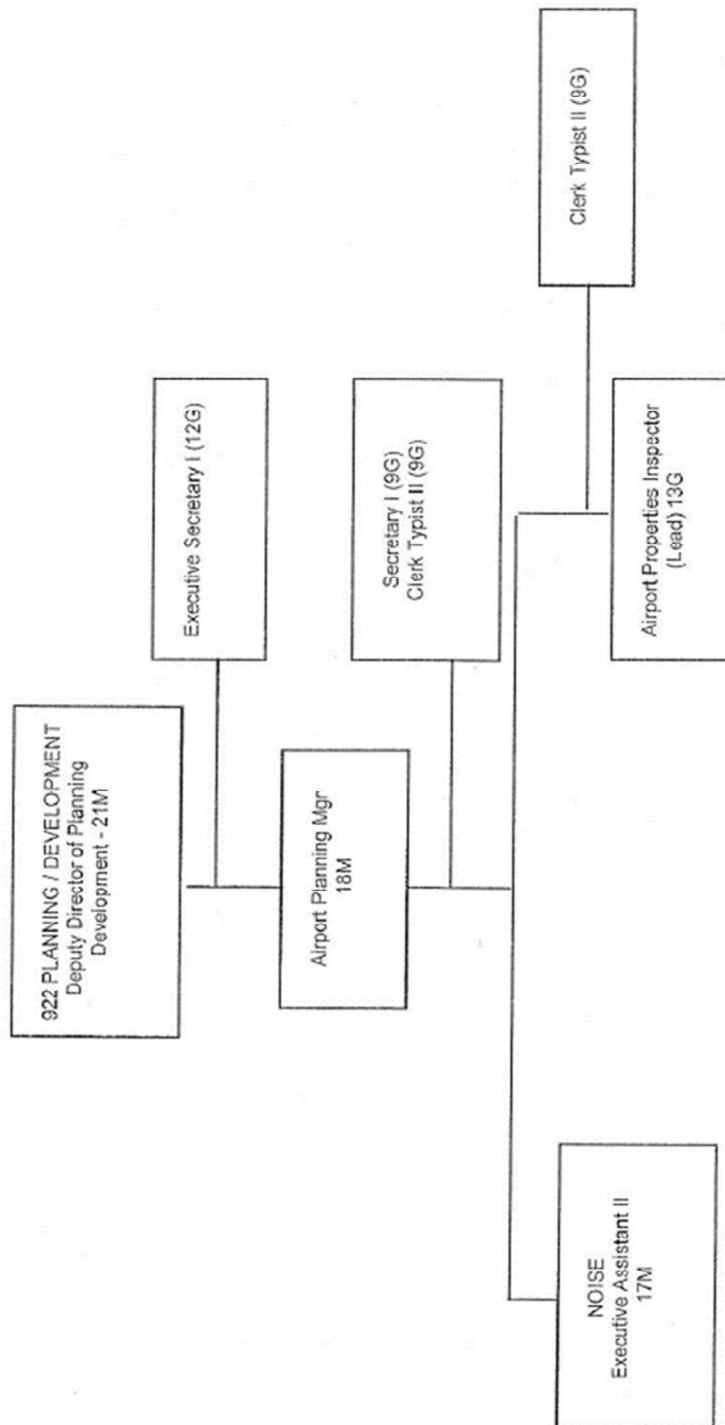 922 PLANNING / DEVELOPMENT
Deputy Director of Planning
Development - 21M
Executive Secretary I (12G)
Airport Planning Mgr
18M
Secretary I (9G)
Clerk Typist II (9G)
NOISE
Executive Assistant II
17M
Airport Properties Inspector
(Lead) 13G
Clerk Typist II (9G)